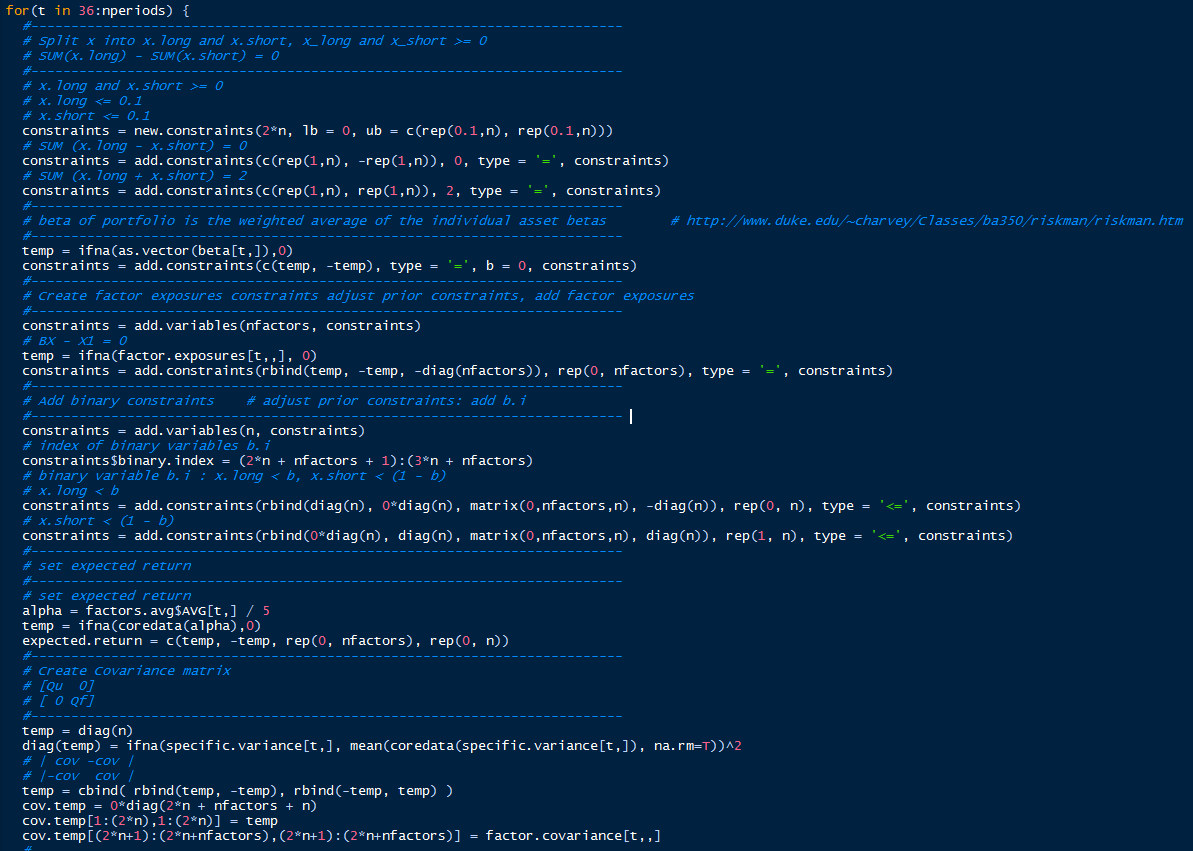 for(t in 36:nperiods) {
#--------------------------------------------------------------------------
# Split x into x.long and x.short, x_long and x_short >= 0
# SUM(x.long) - SUM(x.short) = 0
#--------------------------------------------------------------------------
# x.long and x.short >= 0
# x.long <= 0.1
# x.short <= 0.1
constraints = new.constraints(2*n, lb = 0, ub = c(rep(0.1,n), rep(0.1,n)))
# SUM (x.long - x.short) = 0
constraints = add.constraints(c(rep(1,n), -rep(1,n)), 0, type = '=', constraints)
# SUM (x.long + x.short) = 2
constraints = add.constraints(c(rep(1,n), rep(1,n)), 2, type = '=', constraints)
#--------------------------------------------------------------------------
# beta of portfolio is the weighted average of the individual asset betas # http://www.duke.edu/~charvey/Classes/ba350/riskman/riskman.htm
#--------------------------------------------------------------------------
temp = ifna(as.vector(beta[t,]),0)
constraints = add.constraints(c(temp, -temp), type = '=', b = 0, constraints)
#--------------------------------------------------------------------------
# Create factor exposures constraints adjust prior constraints, add factor exposures
#--------------------------------------------------------------------------
constraints = add.variables(nfactors, constraints)
# BX - X1 = 0
temp = ifna(factor.exposures[t,,], 0)
constraints = add.constraints(rbind(temp, -temp, -diag(nfactors)), rep(0, nfactors), type = '=', constraints)
#--------------------------------------------------------------------------
# Add binary constraints # adjust prior constraints: add b.i
#--------------------------------------------------------------------------
constraints = add.variables(n, constraints)
# index of binary variables b.i
constraints$binary.index = (2*n + nfactors + 1):(3*n + nfactors)
# binary variable b.i : x.long < b, x.short < (1 - b)
# x.long < b
constraints = add.constraints(rbind(diag(n), 0*diag(n), matrix(0,nfactors,n), -diag(n)), rep(0, n), type = '<=', constraints)
# x.short < (1 - b)
constraints = add.constraints(rbind(0*diag(n), diag(n), matrix(0,nfactors,n), diag(n)), rep(1, n), type = '<=', constraints)
#--------------------------------------------------------------------------
# set expected return
#--------------------------------------------------------------------------
# set expected return
alpha = factors.avg$AVG[t,] / 5
temp = ifna(coredata(alpha),0)
expected.return = c(temp, -temp, rep(0, nfactors), rep(0, n))
#--------------------------------------------------------------------------
# Create Covariance matrix
# [Qu 0]
# [ 0 Qf]
#--------------------------------------------------------------------------
temp = diag(n)
diag(temp) = ifna(specific.variance[t,], mean(coredata(specific.variance[t,]), na.rm=T))^2
# | cov -cov |
# |-cov cov |
temp = cbind( rbind(temp, -temp), rbind(-temp, temp) )
cov.temp = 0*diag(2*n + nfactors + n)
cov.temp[1:(2*n),1:(2*n)] = temp
cov.temp[(2*n+1):(2*n+nfactors),(2*n+1):(2*n+nfactors)] = factor.covariance[t,,]